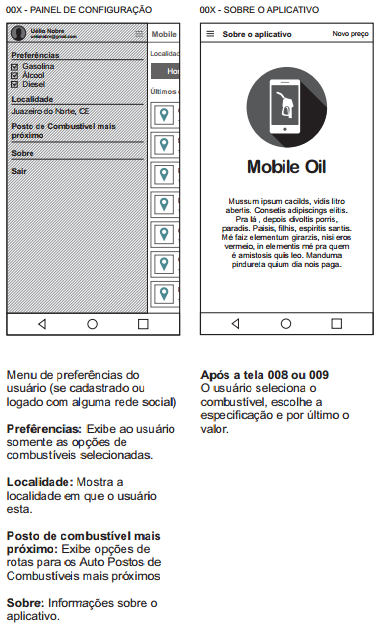 00X - PAINEL DE CONFIGURAÇÃO
Uélio Nobre
Preferências
Gasolina
Álcool
Diesel
Localidade
Juazeiro do Norte, CE
Posto de Combustível mais
próximo
Sobre
Sair
Mobile
Localidad
Últimos
Menu de preferências do
usuário (se cadastrado ou
logado com alguma rede social)
Prefêrencias: Exibe ao usuário
somente as opções de
combustíveis selecionadas.
Localidade: Mostra a
localidade em que o usuário
esta.
Posto de combustível mais
próximo: Exibe opções de
rotas para os Auto Postos de
Combustíveis mais próximos
Sobre: Informações sobre o
aplicativo.
00X - SOBRE O APLICATIVO
Sobre o aplicativo
Novo preço
Mobile Oil
Mussum ipsum cacilds, vidis litro
abertis. Consetis adipiscings elitis.
Pra lá , depois divoltis porris,
paradis. Paisis, filhis, espiritis santis.
Mé faiz elementum girarzis, nisi eros
vermeio, in elementis mé pra quem
é amistosis quis leo. Manduma
pindureta quium dia nois paga.
Após a tela 008 ou 009
O usuário seleciona o
combustível, escolhe a
especificação e por último o
valor.